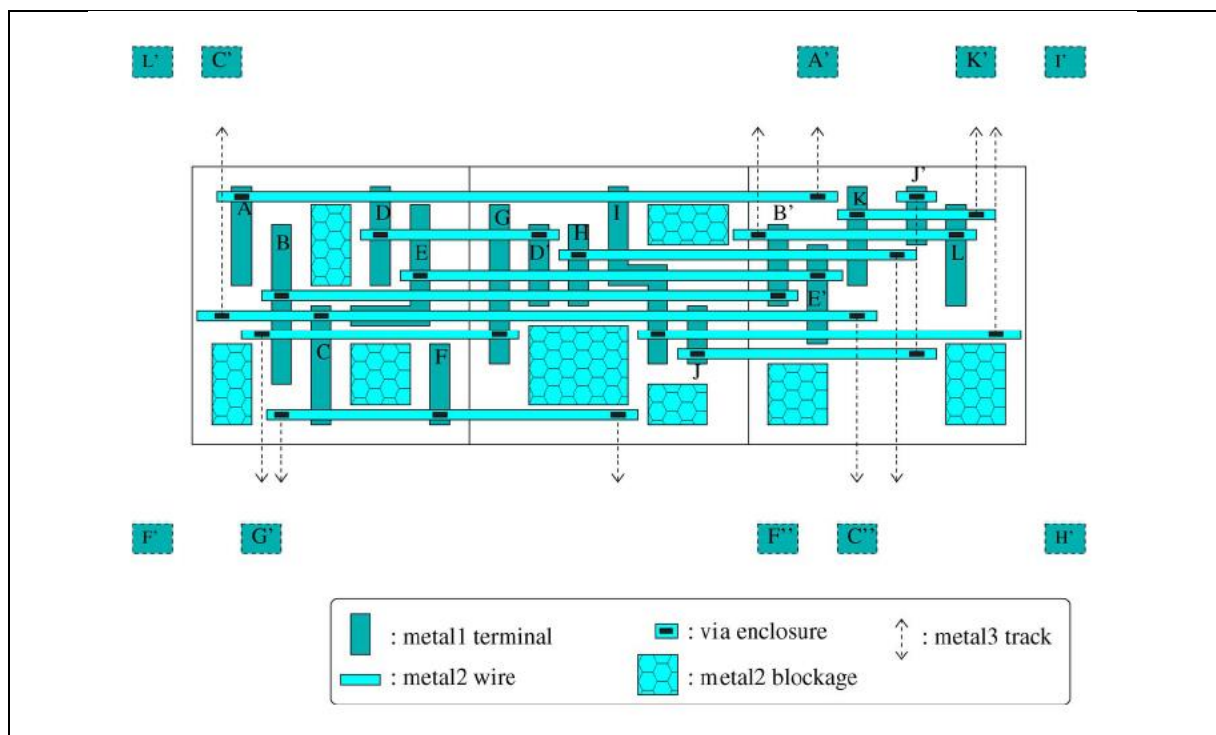 L' C' A' K' I'
J'
A D I K
B' 
B E G D' H L
E'
C F J
F' G' F'' C'' H'
: metal1 terminal : via enclosure : metal3 track
: metal2 wire : metal2 blockage